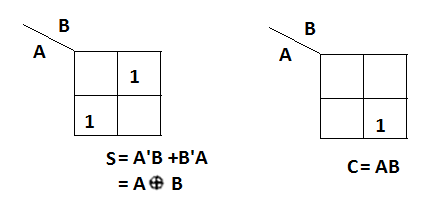 B
A
1
1
S = A'B +B'A
= A ⊕ B
B
A
1
C = AB